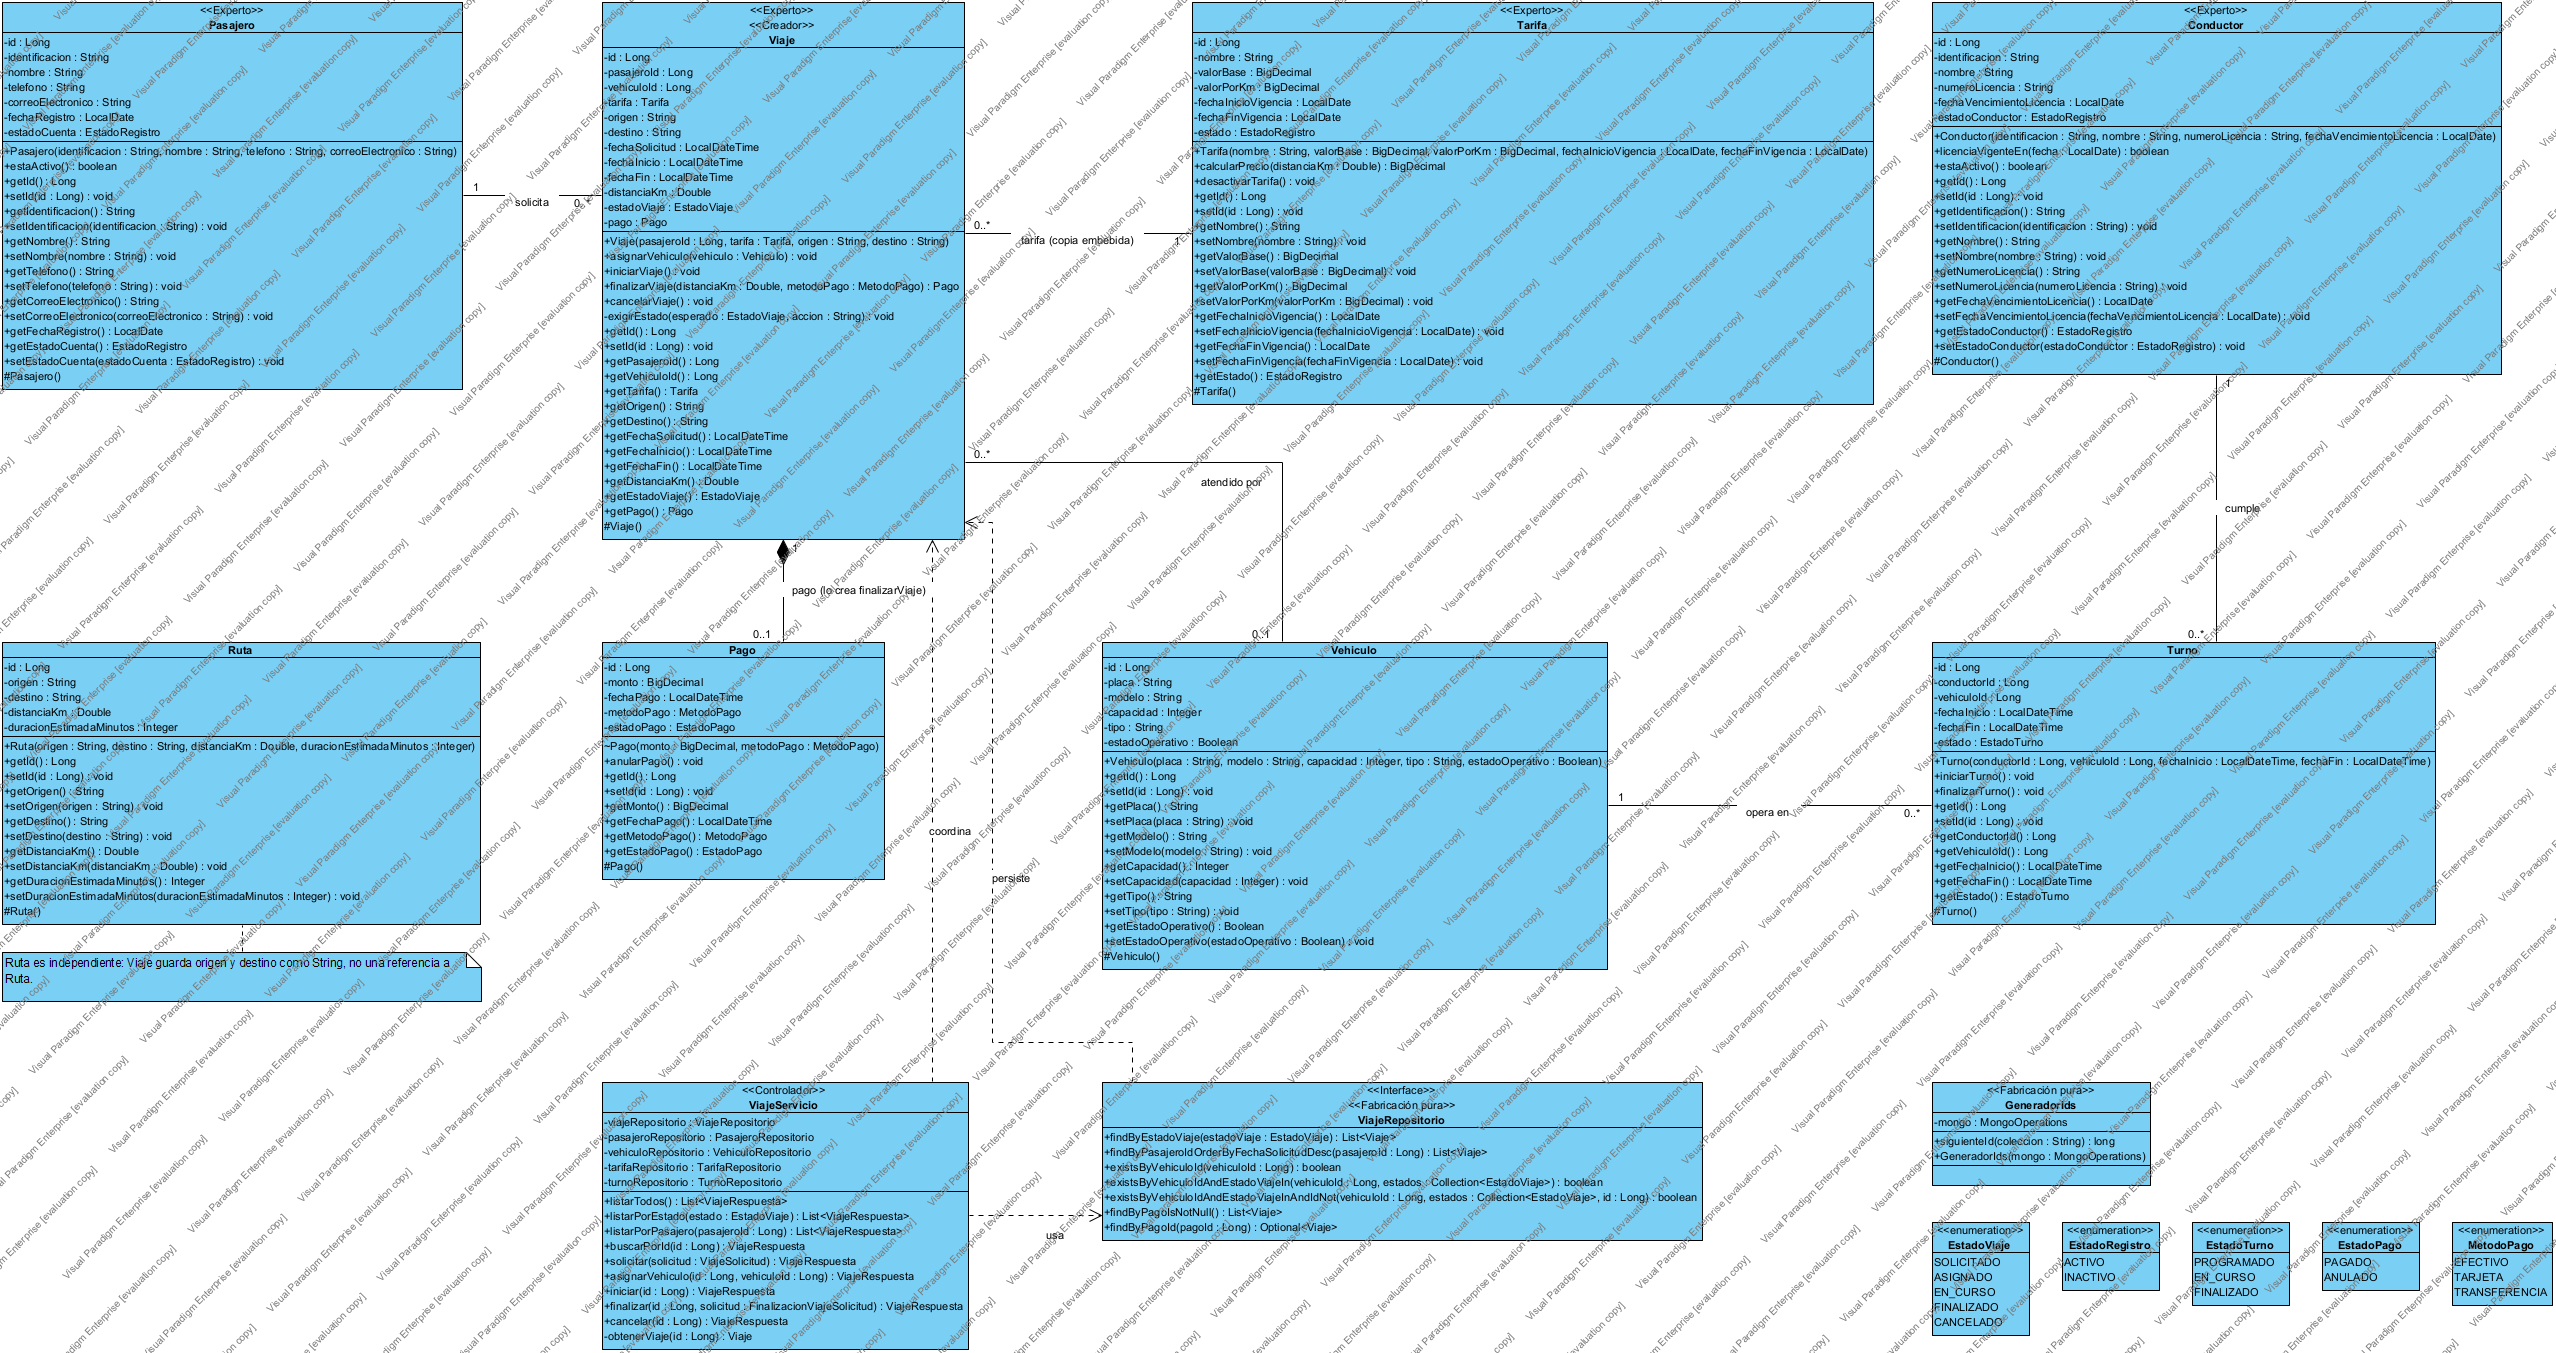 <<Experto>>
Pasajero
-id : Long
-identificacion : String
-nombre : String
-telefono : String
-correoElectronico : String
-fechaRegistro : LocalDate
-estadoCuenta : EstadoRegistro
+Pasajero(identificacion : String, nombre : String, telefono : String, correoElectronico : String)
+estaActivo() : boolean
+getId() : Long
+setId(id : Long) : void
+getIdentificacion() : String
+setIdentificacion(identificacion : String) : void
+getNombre() : String
+setNombre(nombre : String) : void
+getTelefono() : String
+setTelefono(telefono : String) : void
+getCorreoElectronico() : String
+setCorreoElectronico(correoElectronico : String) : void
+getFechaRegistro() : LocalDate
+getEstadoCuenta() : EstadoRegistro
+setEstadoCuenta(estadoCuenta : EstadoRegistro) : void
#Pasajero()
1
solicita
0..*
<<Experto>>
<<Creador>>
Viaje
-id : Long
-pasajeroId : Long
-vehiculoId : Long
-tarifa : Tarifa
-origen : String
-destino : String
-fechaSolicitud : LocalDateTime
-fechaInicio : LocalDateTime
-fechaFin : LocalDateTime
-distanciaKm : Double
-estadoViaje : EstadoViaje
-pago : Pago
+Viaje(pasajeroId : Long, tarifa : Tarifa, origen : String, destino : String)
+asignarVehiculo(vehiculo : Vehiculo) : void
+iniciarViaje() : void
+finalizarViaje(distanciaKm : Double, metodoPago : MetodoPago) : Pago
+cancelarViaje() : void
-exigirEstado(esperado : EstadoViaje, accion : String) : void
+getId() : Long
+setId(id : Long) : void
+getPasajeroId() : Long
+getVehiculoId() : Long
+getTarifa() : Tarifa
+getOrigen() : String
+getDestino() : String
+getFechaSolicitud() : LocalDateTime
+getFechaInicio() : LocalDateTime
+getFechaFin() : LocalDateTime
+getDistanciaKm() : Double
+getEstadoViaje() : EstadoViaje
+getPago() : Pago
#Viaje()
0..*
tarifa (copia embebida)
1
<<Experto>>
Tarifa
-id : Long
-nombre : String
-valorBase : BigDecimal
-valorPorKm : BigDecimal
-fechaInicioVigencia : LocalDate
-fechaFinVigencia : LocalDate
-estado : EstadoRegistro
+Tarifa(nombre : String, valorBase : BigDecimal, valorPorKm : BigDecimal, fechaInicioVigencia : LocalDate, fechaFinVigencia : LocalDate)
+calcularPrecio(distanciaKm : Double) : BigDecimal
+desactivarTarifa() : void
+getId() : Long
+setId(id : Long) : void
+getNombre() : String
+setNombre(nombre : String) : void
+getValorBase() : BigDecimal
+setValorBase(valorBase : BigDecimal) : void
+getValorPorKm() : BigDecimal
+setValorPorKm(valorPorKm : BigDecimal) : void
+getFechaInicioVigencia() : LocalDate
+setFechaInicioVigencia(fechaInicioVigencia : LocalDate) : void
+getFechaFinVigencia() : LocalDate
+setFechaFinVigencia(fechaFinVigencia : LocalDate) : void
+getEstado() : EstadoRegistro
#Tarifa()
<<Experto>>
Conductor
-id : Long
-identificacion : String
-nombre : String
-numeroLicencia : String
-fechaVencimientoLicencia : LocalDate
-estadoConductor : EstadoRegistro
+Conductor(identificacion : String, nombre : String, numeroLicencia : String, fechaVencimientoLicencia : LocalDate)
+licenciaVigenteEn(fecha : LocalDate) : boolean
+estaActivo() : boolean
+getId() : Long
+setId(id : Long) : void
+getIdentificacion() : String
+setIdentificacion(identificacion : String) : void
+getNombre() : String
+setNombre(nombre : String) : void
+getNumeroLicencia() : String
+setNumeroLicencia(numeroLicencia : String) : void
+getFechaVencimientoLicencia() : LocalDate
+setFechaVencimientoLicencia(fechaVencimientoLicencia : LocalDate) : void
+getEstadoConductor() : EstadoRegistro
+setEstadoConductor(estadoConductor : EstadoRegistro) : void
#Conductor()
1
cumple
0..*
0..*
atendido por
0..1
pago (lo crea finalizarViaje)
0..1
Ruta
-id : Long
-origen : String
-destino : String
-distanciaKm : Double
-duracionEstimadaMinutos : Integer
+Ruta(origen : String, destino : String, distanciaKm : Double, duracionEstimadaMinutos : Integer)
+getId() : Long
+setId(id : Long) : void
+getOrigen() : String
+setOrigen(origen : String) : void
+getDestino() : String
+setDestino(destino : String) : void
+getDistanciaKm() : Double
+setDistanciaKm(distanciaKm : Double) : void
+getDuracionEstimadaMinutos() : Integer
+setDuracionEstimadaMinutos(duracionEstimadaMinutos : Integer) : void
#Ruta()
Ruta es independiente: Viaje guarda origen y destino como String, no una referencia a
Ruta.
Pago
-id : Long
-monto : BigDecimal
-fechaPago : LocalDateTime
-metodoPago : MetodoPago
-estadoPago : EstadoPago
~Pago(monto : BigDecimal, metodoPago : MetodoPago)
+anularPago() : void
+getId() : Long
+setId(id : Long) : void
+getMonto() : BigDecimal
+getFechaPago() : LocalDateTime
+getMetodoPago() : MetodoPago
+getEstadoPago() : EstadoPago
#Pago()
coordina
persiste
Vehiculo
-id : Long
-placa : String
-modelo : String
-capacidad : Integer
-tipo : String
-estadoOperativo : Boolean
+Vehiculo(placa : String, modelo : String, capacidad : Integer, tipo : String, estadoOperativo : Boolean)
+getId() : Long
+setId(id : Long) : void
+getPlaca() : String
+setPlaca(placa : String) : void
+getModelo() : String
+setModelo(modelo : String) : void
+getCapacidad() : Integer
+setCapacidad(capacidad : Integer) : void
+getTipo() : String
+setTipo(tipo : String) : void
+getEstadoOperativo() : Boolean
+setEstadoOperativo(estadoOperativo : Boolean) : void
#Vehiculo()
1
opera en
0..*
Turno
-id : Long
-conductorId : Long
-vehiculoId : Long
-fechaInicio : LocalDateTime
-fechaFin : LocalDateTime
-estado : EstadoTurno
+Turno(conductorId : Long, vehiculoId : Long, fechaInicio : LocalDateTime, fechaFin : LocalDateTime)
+iniciarTurno() : void
+finalizarTurno() : void
+getId() : Long
+setId(id : Long) : void
+getConductorId() : Long
+getVehiculoId() : Long
+getFechaInicio() : LocalDateTime
+getFechaFin() : LocalDateTime
+getEstado() : EstadoTurno
#Turno()
<<Controlador>>
ViajeServicio
-viajeRepositorio : ViajeRepositorio
-pasajeroRepositorio : PasajeroRepositorio
-vehiculoRepositorio : VehiculoRepositorio
-tarifaRepositorio : TarifaRepositorio
-turnoRepositorio : TurnoRepositorio
+listarTodos() : List<ViajeRespuesta>
+listarPorEstado(estado : EstadoViaje) : List<ViajeRespuesta>
+listarPorPasajero(pasajeroId : Long) : List<ViajeRespuesta>
+buscarPorId(id : Long) : ViajeRespuesta
+solicitar(solicitud : ViajeSolicitud) : ViajeRespuesta
+asignarVehiculo(id : Long, vehiculoId : Long) : ViajeRespuesta
+iniciar(id : Long) : ViajeRespuesta
+finalizar(id : Long, solicitud : FinalizacionViajeSolicitud) : ViajeRespuesta
+cancelar(id : Long) : ViajeRespuesta
-obtenerViaje(id : Long) : Viaje
usa
<<Interface>>
<<Fabricación pura>>
ViajeRepositorio
+findByEstadoViaje(estadoViaje : EstadoViaje) : List<Viaje>
+findByPasajeroIdOrderByFechaSolicitudDesc(pasajeroId : Long) : List<Viaje>
+existsByVehiculoId(vehiculoId : Long) : boolean
+existsByVehiculoIdAndEstadoViajeIn(vehiculoId : Long, estados : Collection<EstadoViaje>) : boolean
+existsByVehiculoIdAndEstadoViajeInAndIdNot(vehiculoId : Long, estados : Collection<EstadoViaje>, id : Long) : boolean
+findByPagoIsNotNull() : List<Viaje>
+findByPagoId(pagoId : Long) : Optional<Viaje>
<<Fabricación pura>>
GeneradorIds
-mongo : MongoOperations
+siguienteId(coleccion : String) : long
+GeneradorIds(mongo : MongoOperations)
<<enumeration>>
EstadoViaje
SOLICITADO
ASIGNADO
EN_CURSO
FINALIZADO
CANCELADO
<<enumeration>>
EstadoRegistro
ACTIVO
INACTIVO
<<enumeration>>
EstadoTurno
PROGRAMADO
EN_CURSO
FINALIZADO
<<enumeration>>
EstadoPago
PAGADO
ANULADO
<<enumeration>>
MetodoPago
EFECTIVO
TARJETA
TRANSFERENCIA
Visual Paradigm Enterprise [evaluation copy]